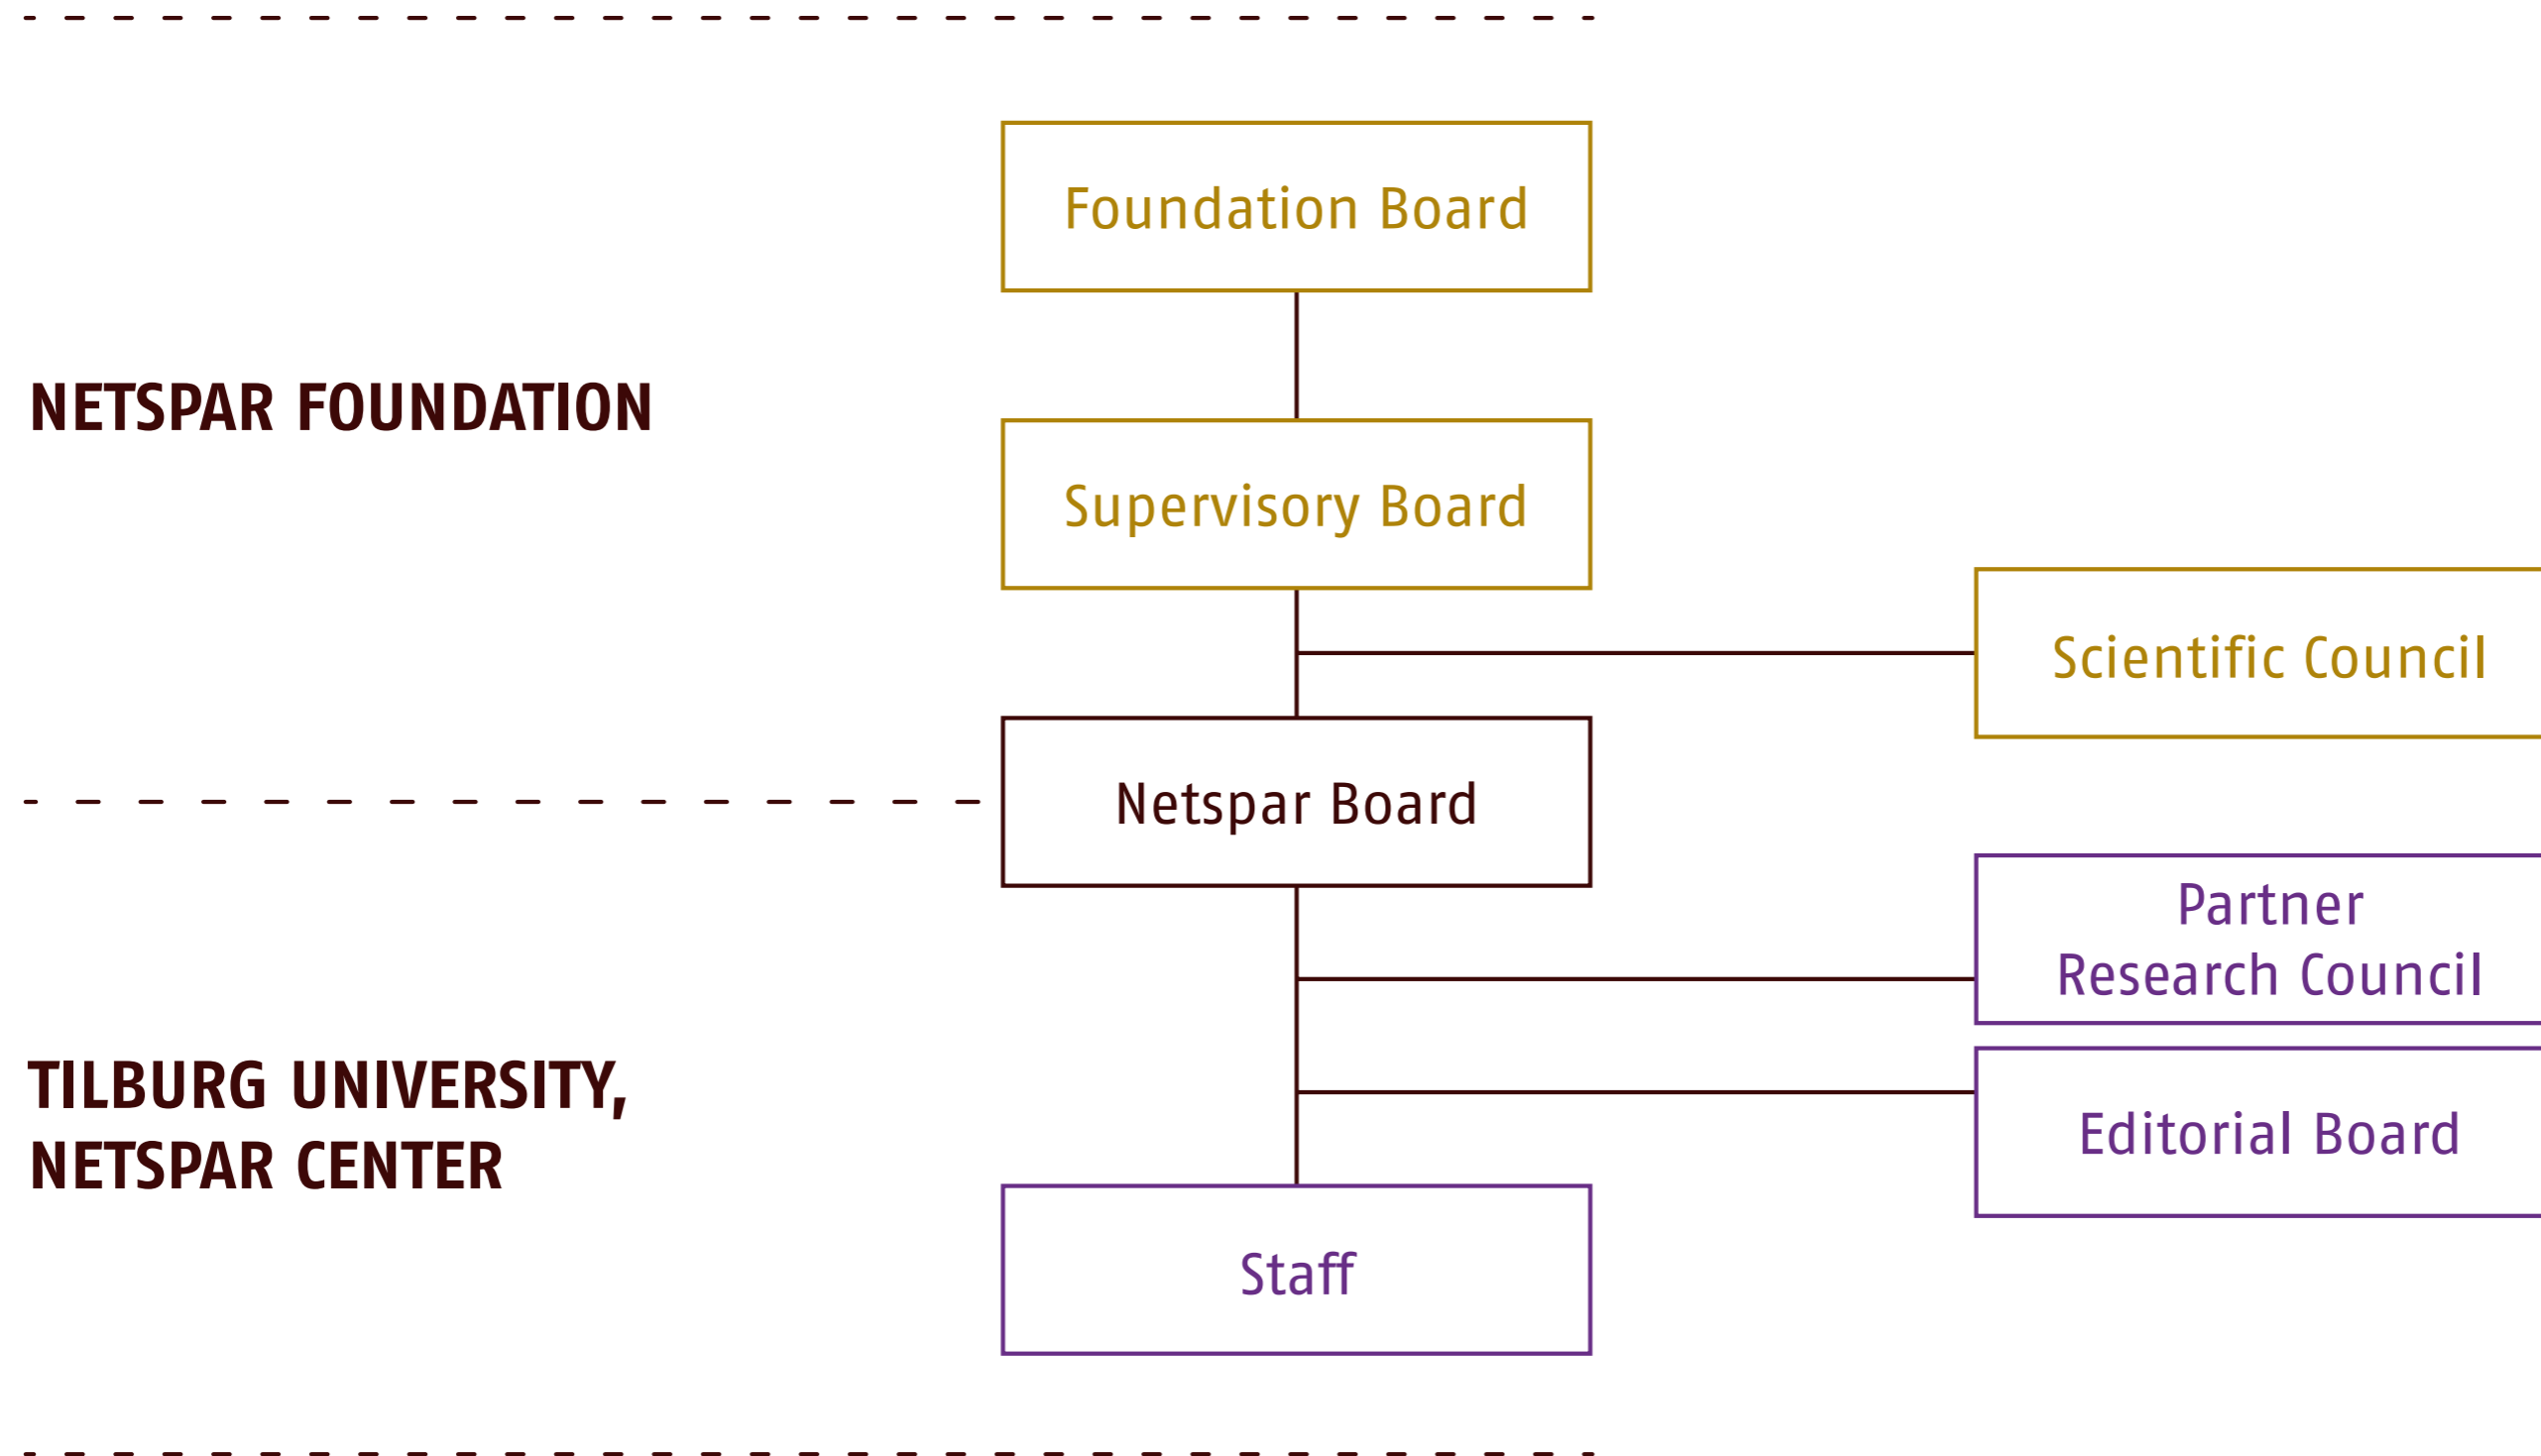 Foundation Board
NETSPAR FOUNDATION
Supervisory Board
Scientific Council
Netspar Board
Partner
Research Council
TILBURG UNIVERSITY,
NETSPAR CENTER
Editorial Board
Staff